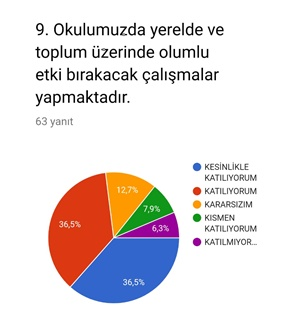 9. Okulumuzda yerelde ve
toplum üzerinde olumlu
etki bırakacak çalışmalar
yapmaktadır.
63 yanıt
KESİNLİKLE
KATILIYORUM
KATILIYORUM
KARARSIZIM
KISMEN
KATILIYORUM
KATILMIYOR...
12,7%
7,9%
6,3%
36,5%
36,5%